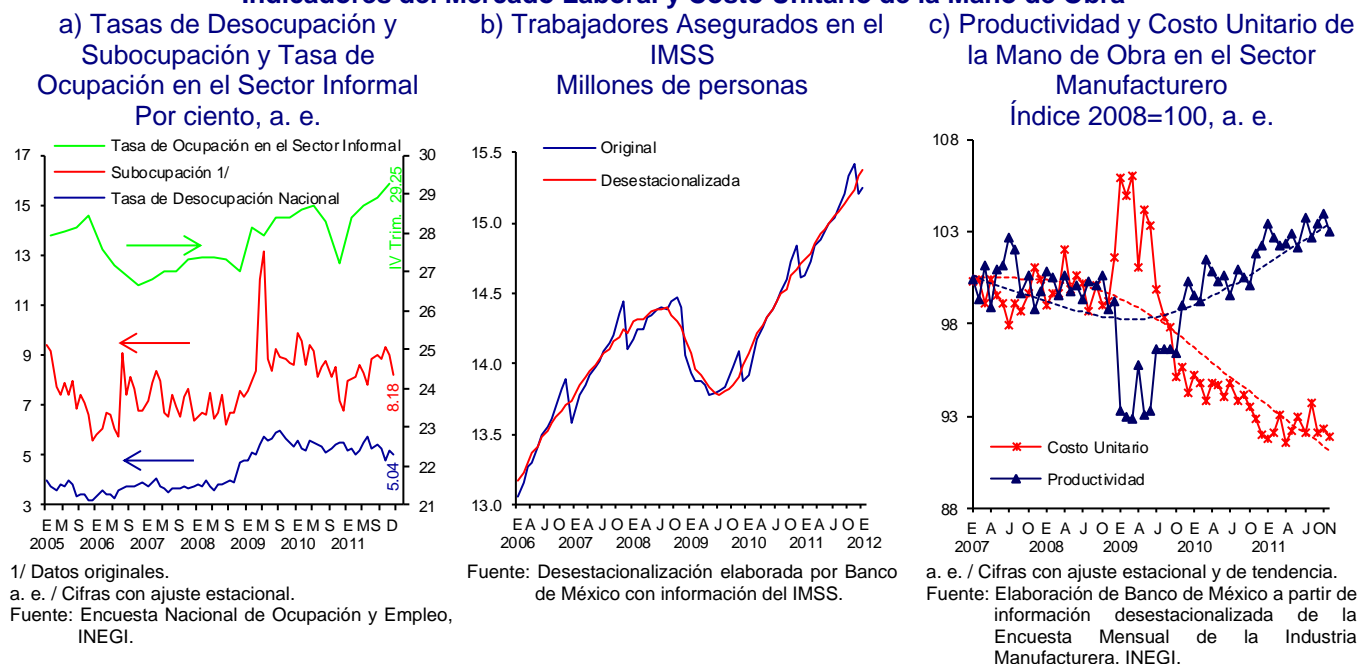 a) Tasas de Desocupación y
Subocupación y Tasa de
Ocupación en el Sector Informal
Por ciento, a. e.
Tasa de Ocupación en el Sector Informal
Subocupación 1/
Tasa de Desocupación Nacional
17
15
13
11
9
7
5
3
30
29
28
27
26
25
24
23
22
21
IV Trim. 29.25
8.18
5.04
E M S E M S E M S E M S E M S E M S E M S D
2005 2006 2007 2008 2009 2010 2011
1/ Datos originales.
a. e. / Cifras con ajuste estacional.
Fuente: Encuesta Nacional de Ocupación y Empleo,
INEGI.
b) Trabajadores Asegurados en el
IMSS
Millones de personas
Original
Desestacionalizada
15.5
15.0
14.5
14.0
13.5
13.0
E A J O E A J O E A J O E A J O E A J O E A J O E
2006 2007 2008 2009 2010 2011 2012
Fuente: Desestacionalización elaborada por Banco
de México con información del IMSS.
c) Productividad y Costo Unitario de
la Mano de Obra en el Sector
Manufacturero
Índice 2008=100, a. e.
108
103
98
93
88
Costo Unitario
Productividad
E A J O E A J O E A J O E A J O E A J O N
2007 2008 2009 2010 2011
a. e. / Cifras con ajuste estacional y de tendencia.
Fuente: Elaboración de Banco de México a partir de
información desestacionalizada de la
Encuesta Mensual de la Industria
Manufacturera, INEGI.